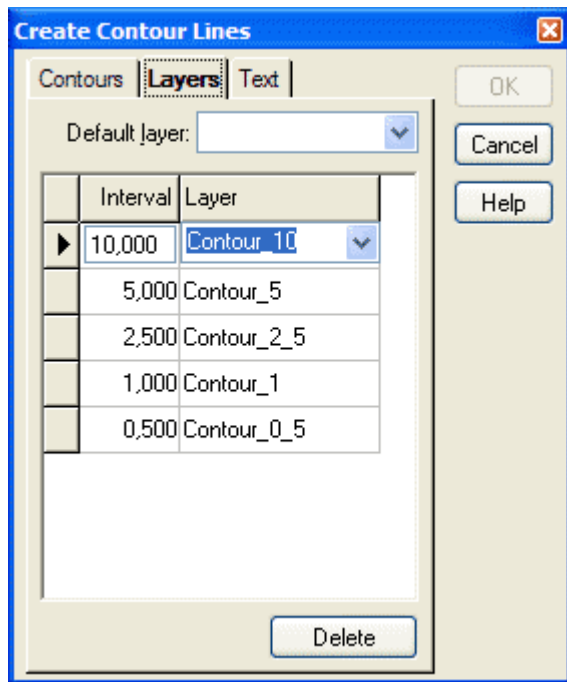 Create Contour Lines
Contours Layers Text
OK
Default layer:
Cancel
Help
Interval Layer
10,000 Contour_10
5,000 Contour_5
2,500 Contour_2_5
1,000 Contour_1
0,500 Contour_0_5
Delete